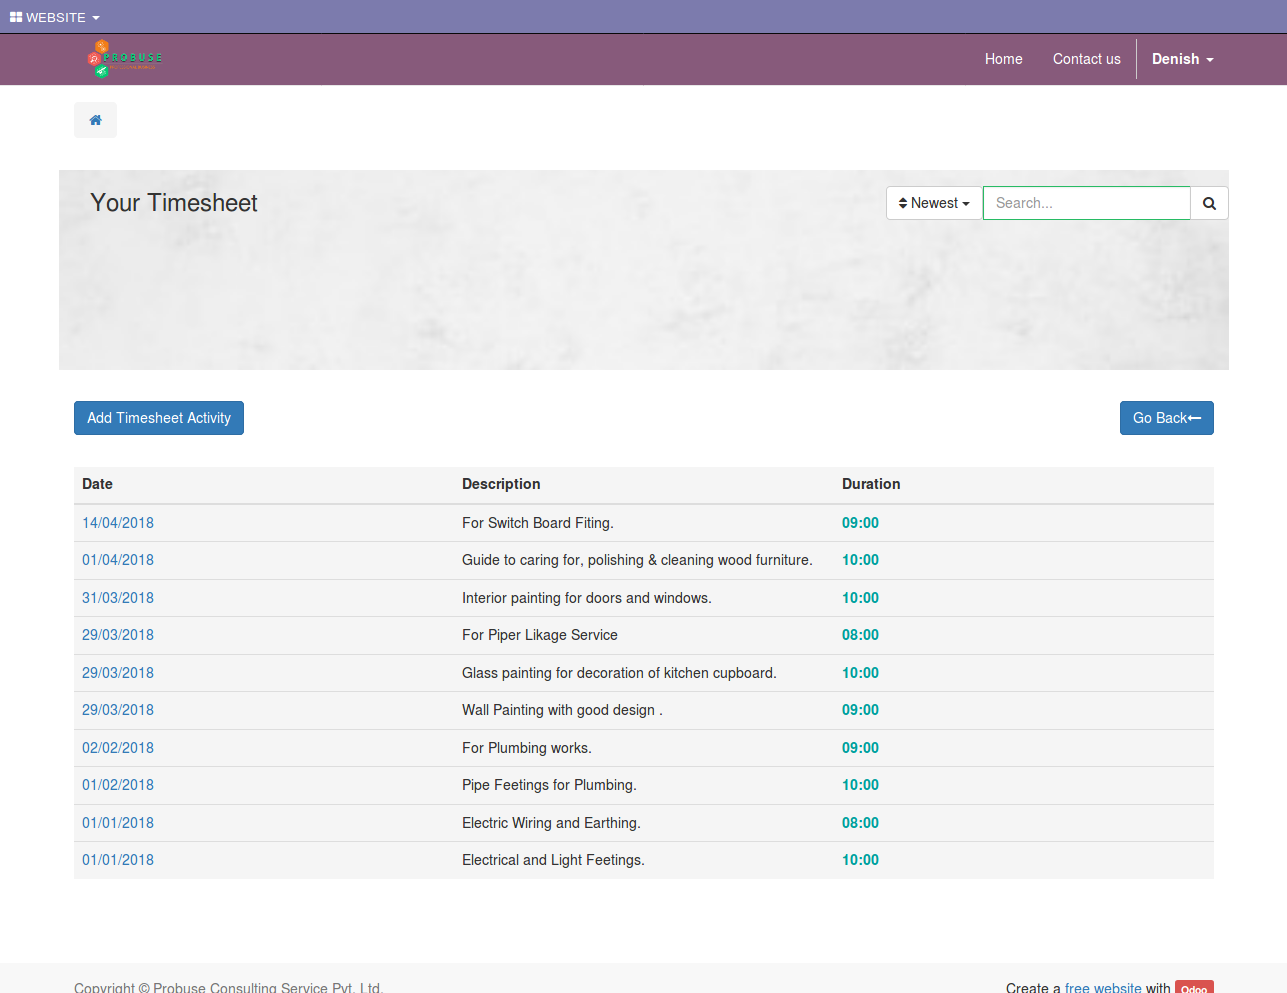 WEBSITE
PROBUSE
Home Contact us Denish
Your Timesheet
Newest Search...
Add Timesheet Activity Go Back
Date Description Duration
14/04/2018 For Switch Board Fiting. 09:00
01/04/2018 Guide to caring for, polishing & cleaning wood furniture. 10:00
31/03/2018 Interior painting for doors and windows. 10:00
29/03/2018 For Piper Likage Service 08:00
29/03/2018 Glass painting for decoration of kitchen cupboard. 10:00
29/03/2018 Wall Painting with good design . 09:00
02/02/2018 For Plumbing works. 09:00
01/02/2018 Pipe Feetings for Plumbing. 10:00
01/01/2018 Electric Wiring and Earthing. 08:00
01/01/2018 Electrical and Light Feetings. 10:00
Copyright © Probuse Consulting Service Pvt. Ltd. Create a free website with Odoo